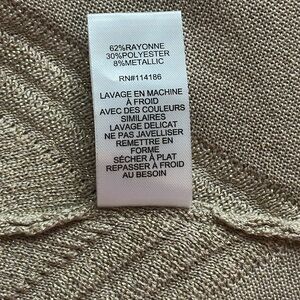 62%RAYONNE
30%POLYESTER
8%METALLIC
RN#114186
LAVAGE EN MACHINE
À FROID
AVEC DES COULEURS
SIMILAIRES
LAVAGE DELICAT
NE PAS JAVELLISER
REMETTRE EN
FORME
SÉCHER À PLAT
REPASSER À FROID
AU BESOIN